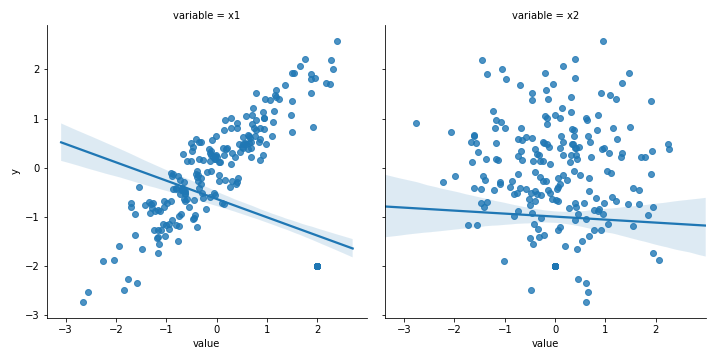 variable = x1
variable = x2
y
2
1
0
−1
−2
−3
−3 −2 −1 0 1 2
−3 −2 −1 0 1 2
value
value